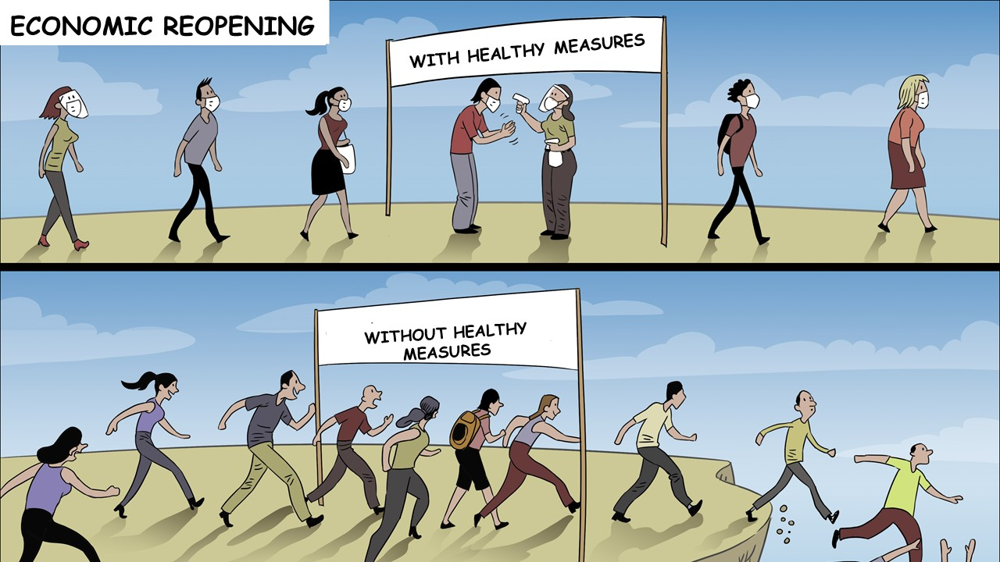 ECONOMIC REOPENING
WITH HEALTHY MEASURES
WITHOUT HEALTHY
MEASURES